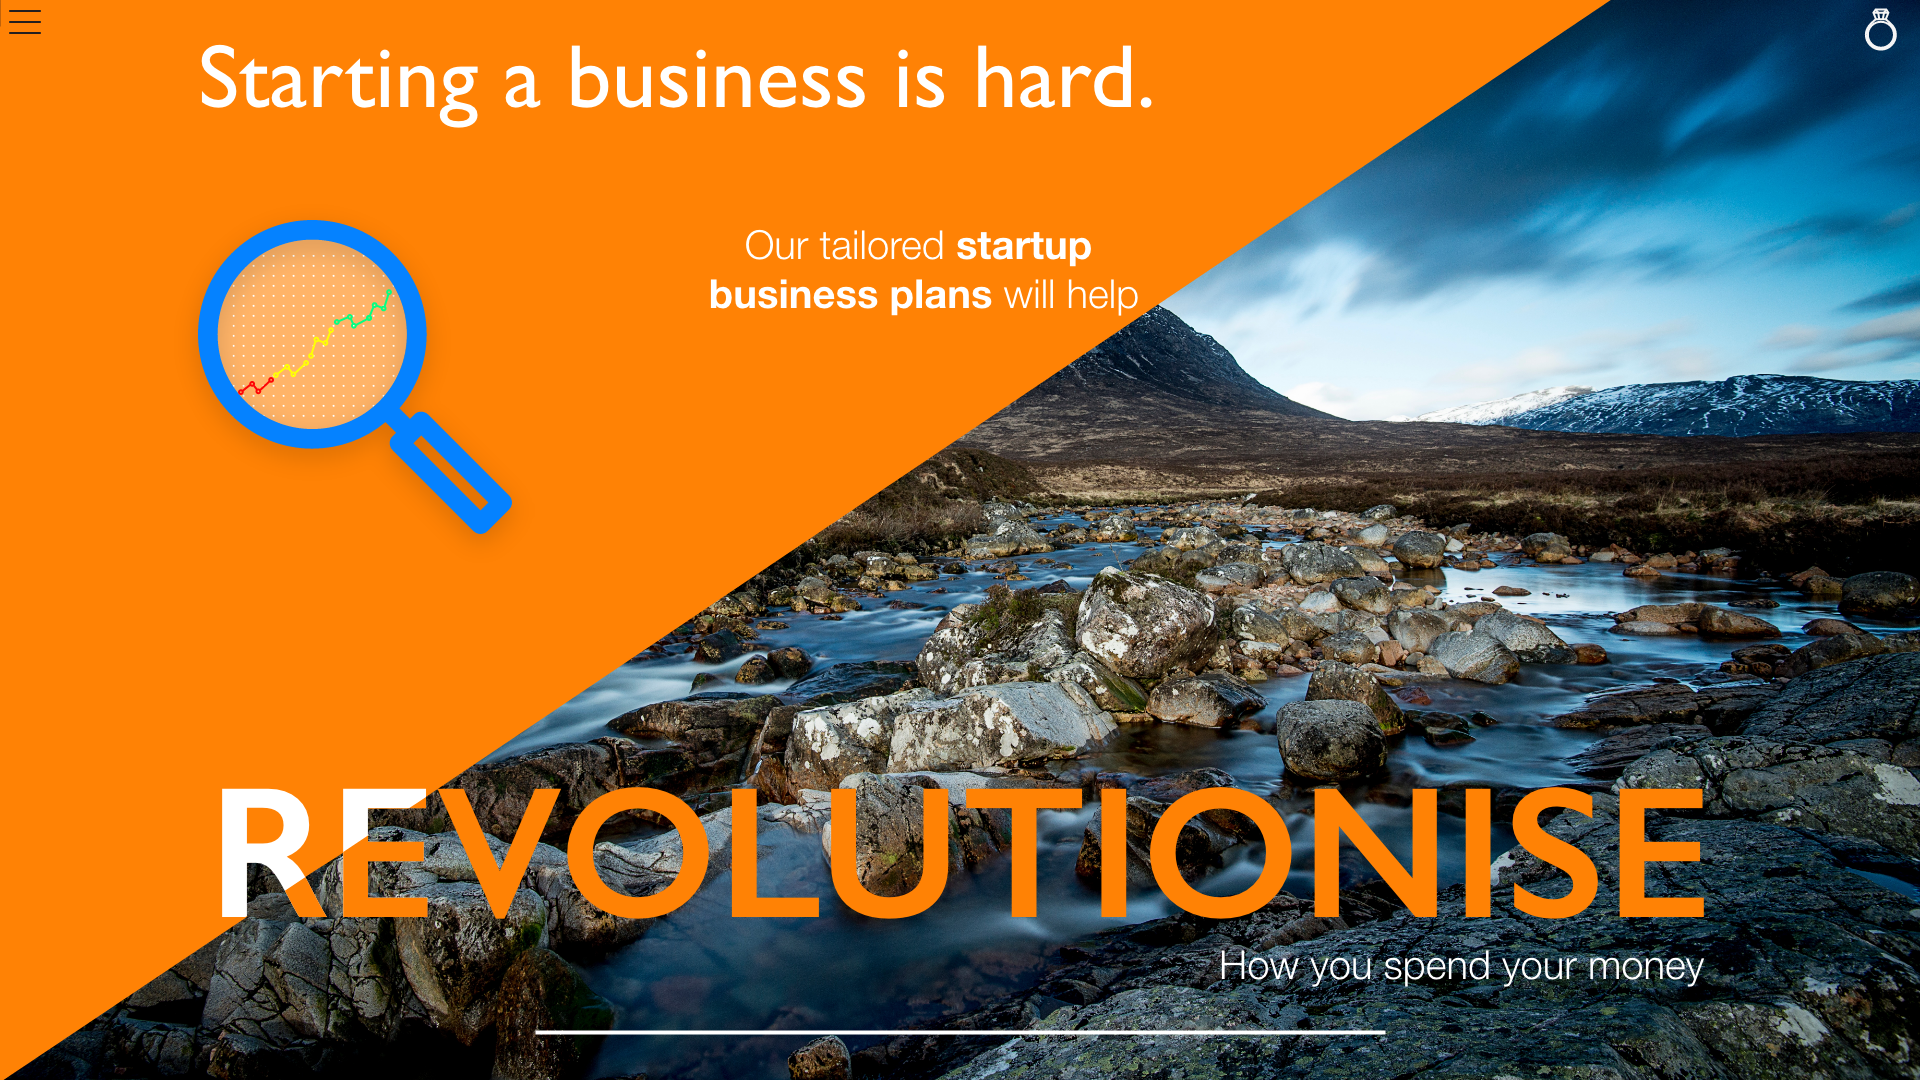 Starting a business is hard.
Our tailored startup
business plans will help
REVOLUTIONISE
How you spend your money